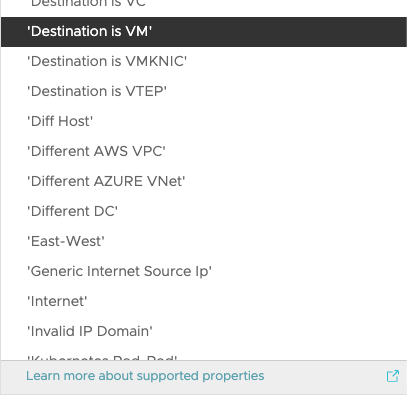 'Destination is VC'
'Destination is VM'
'Destination is VMKNIC'
'Destination is VTEP'
'Diff Host'
'Different AWS VPC'
'Different AZURE VNet'
'Different DC'
'East-West'
'Generic Internet Source Ip'
'Internet'
'Invalid IP Domain'
'Kubernetes Pod-Pod'
Learn more about supported properties